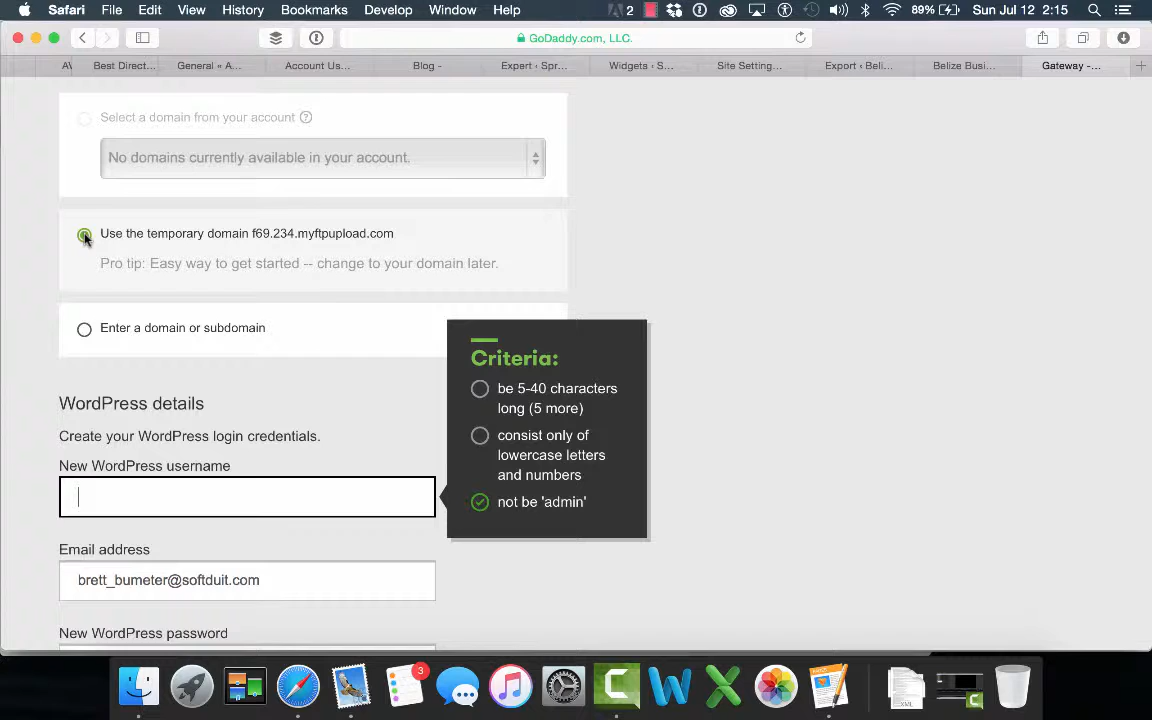 Safari File Edit View History Bookmarks Develop Window Help 2 89% Sun Jul 12 2:15
GoDaddy.com, LLC.
Best Direct... General « A... Account Us... Blog - Expert ‹ Spr... Widgets ‹ S... Site Setting... Export ‹ Beli... Belize Busi... Gateway -...
Select a domain from your account ?
No domains currently available in your account.
Use the temporary domain f69.234.myftpupload.com
Pro tip: Easy way to get started -- change to your domain later.
Enter a domain or subdomain
Criteria:
be 5-40 characters
long (5 more)
consist only of
lowercase letters
and numbers
not be 'admin'
WordPress details
Create your WordPress login credentials.
New WordPress username
Email address
brett_bumeter@softduit.com
New WordPress password
3